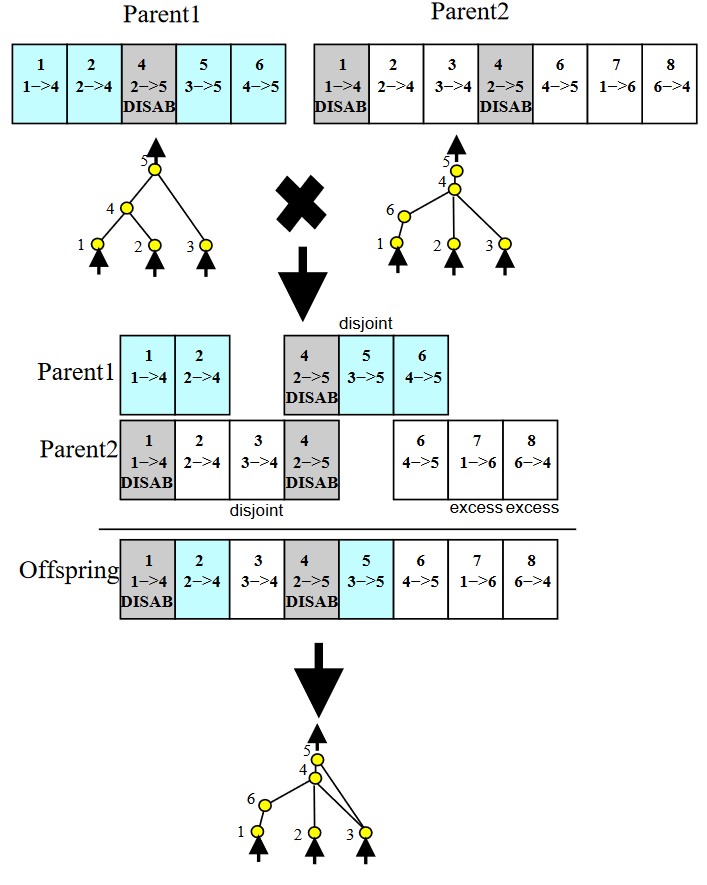 Parent1 Parent2
1 2 4 5 6 1 2 3 4 6 7 8
1−>4 2−>4 2−>5 3−>5 4−>5 1−>4 2−>4 3−>4 2−>5 4−>5 1−>6 6−>4
DISAB DISAB DISAB
5 5
4 4
6
1 2 3 1 2 3
disjoint
1 2 4 5 6
Parent1 1−>4 2−>4 2−>5 3−>5 4−>5
DISAB
1 2 3 4 6 7 8
Parent2 1−>4 2−>4 3−>4 2−>5 4−>5 1−>6 6−>4
DISAB DISAB
disjoint excess excess
1 2 3 4 5 6 7 8
Offspring 1−>4 2−>4 3−>4 2−>5 3−>5 4−>5 1−>6 6−>4
DISAB DISAB
5
4
6
1 2 3